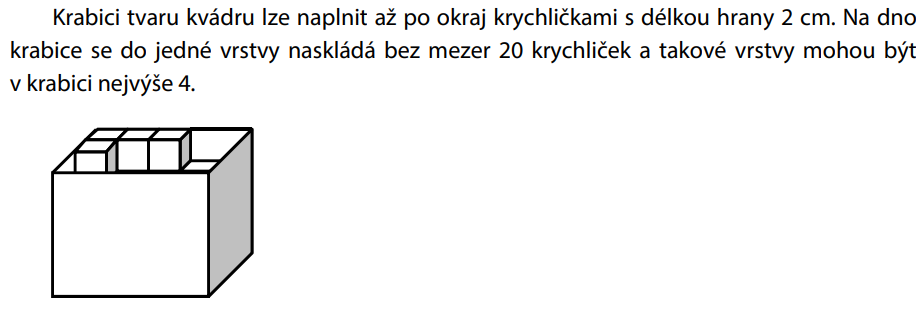 Krabici tvaru kvádru lze naplnit až po okraj krychličkami s délkou hrany 2 cm. Na dno
krabice se do jedné vrstvy naskládá bez mezer 20 krychliček a takové vrstvy mohou být
v krabici nejvýše 4.